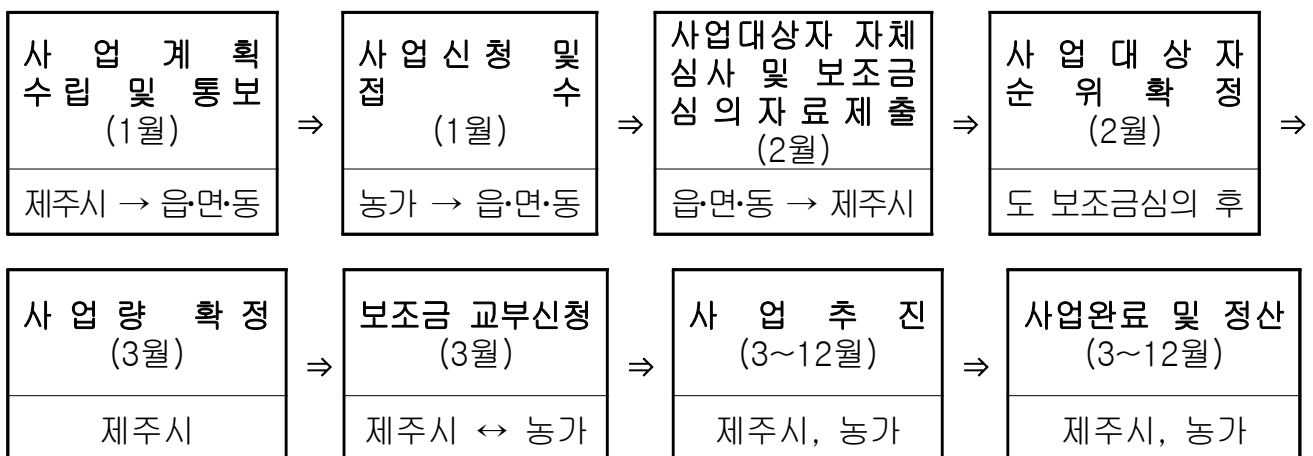 사 업 계 획
수립 및 통보
(1월)
제주시 → 읍·면·동
⇒
사업신청 및
접 수
(1월)
농가 → 읍·면·동
⇒
사업대상자 자체
심사 및 보조금
심의자료제출
(2월)
읍·면·동 → 제주시
⇒
사업대상자
순 위 확 정
(2월)
도 보조금심의 후
⇒
사업량 확정
(3월)
제주시
⇒
보조금 교부신청
(3월)
제주시 ↔ 농가
⇒
사 업 추 진
(3~12월)
제주시, 농가
⇒
사업완료 및 정산
(3~12월)
제주시, 농가